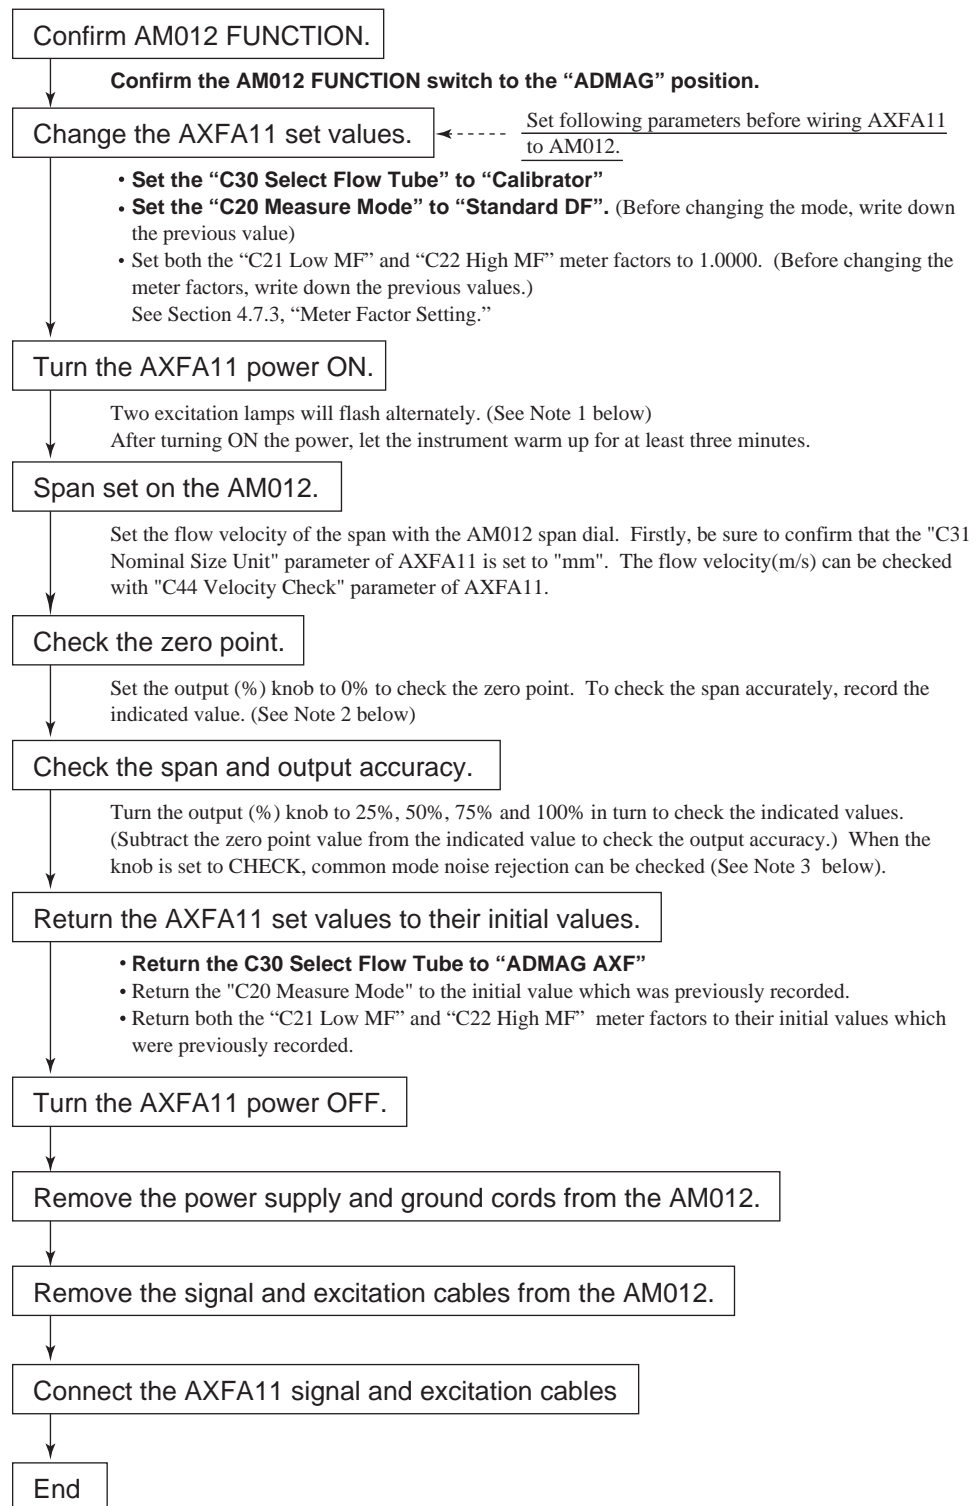 Confirm AM012 FUNCTION.
Confirm the AM012 FUNCTION switch to the “ADMAG” position.
Change the AXFA11 set values.
Set following parameters before wiring AXFA11
to AM012.
• Set the “C30 Select Flow Tube” to “Calibrator”
• Set the “C20 Measure Mode” to “Standard DF”. (Before changing the mode, write down
the previous value)
• Set both the “C21 Low MF” and “C22 High MF” meter factors to 1.0000. (Before changing the
meter factors, write down the previous values.)
See Section 4.7.3, “Meter Factor Setting.”
Turn the AXFA11 power ON.
Two excitation lamps will flash alternately. (See Note 1 below)
After turning ON the power, let the instrument warm up for at least three minutes.
Span set on the AM012.
Set the flow velocity of the span with the AM012 span dial. Firstly, be sure to confirm that the "C31
Nominal Size Unit" parameter of AXFA11 is set to "mm". The flow velocity(m/s) can be checked
with "C44 Velocity Check" parameter of AXFA11.
Check the zero point.
Set the output (%) knob to 0% to check the zero point. To check the span accurately, record the
indicated value. (See Note 2 below)
Check the span and output accuracy.
Turn the output (%) knob to 25%, 50%, 75% and 100% in turn to check the indicated values.
(Subtract the zero point value from the indicated value to check the output accuracy.) When the
knob is set to CHECK, common mode noise rejection can be checked (See Note 3 below).
Return the AXFA11 set values to their initial values.
• Return the C30 Select Flow Tube to “ADMAG AXF”
• Return the "C20 Measure Mode" to the initial value which was previously recorded.
• Return both the “C21 Low MF” and “C22 High MF” meter factors to their initial values which
were previously recorded.
Turn the AXFA11 power OFF.
Remove the power supply and ground cords from the AM012.
Remove the signal and excitation cables from the AM012.
Connect the AXFA11 signal and excitation cables
End